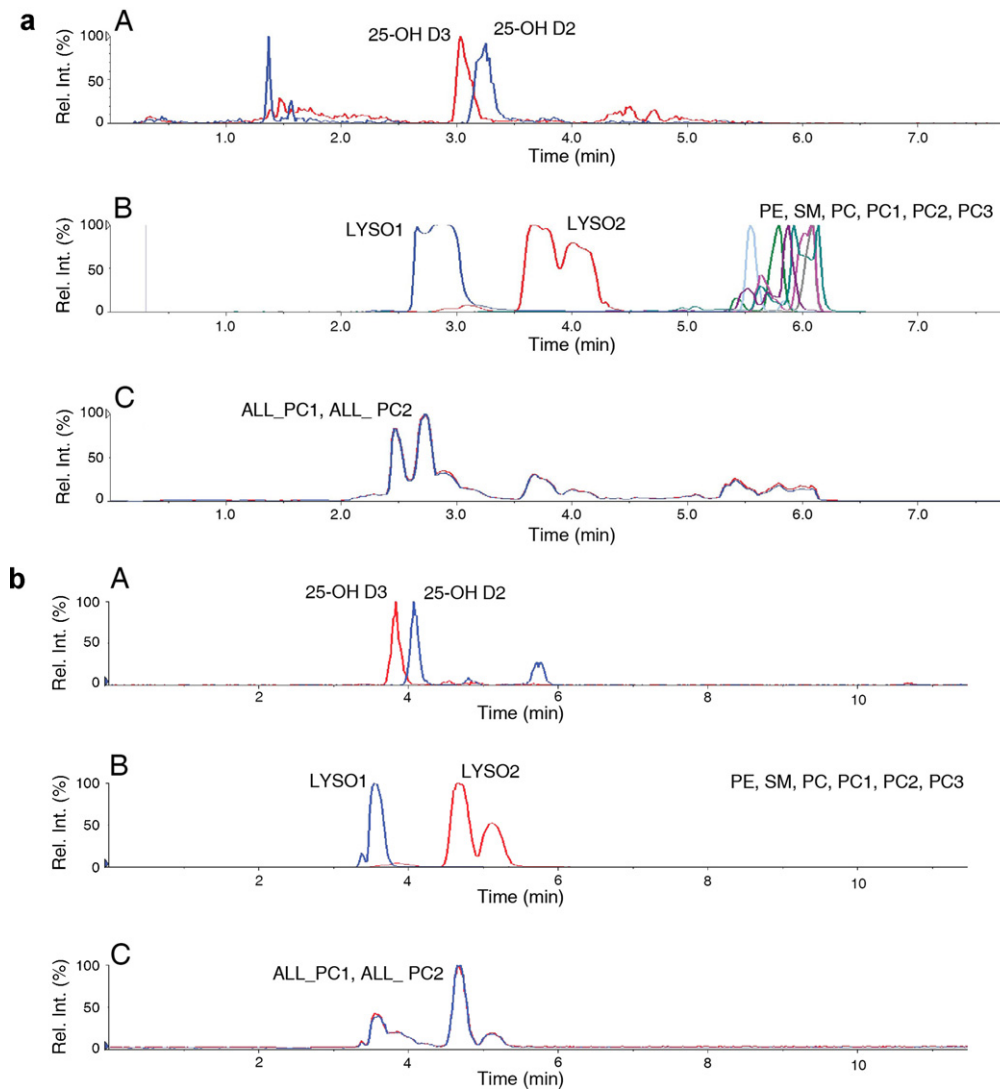 a
A
25-OH D3 25-OH D2
Rel. Int. (%)
100
50
0
1.0 2.0 3.0 4.0 5.0 6.0 7.0
Time (min)
B
LYSO1 LYSO2 PE, SM, PC, PC1, PC2, PC3
Rel. Int. (%)
100
50
0
1.0 2.0 3.0 4.0 5.0 6.0 7.0
Time (min)
C
ALL_PC1, ALL_ PC2
Rel. Int. (%)
100
50
0
1.0 2.0 3.0 4.0 5.0 6.0 7.0
Time (min)
b
A
25-OH D3 25-OH D2
Rel. Int. (%)
100
50
0
2 4 6 8 10
Time (min)
B
LYSO1 LYSO2 PE, SM, PC, PC1, PC2, PC3
Rel. Int. (%)
100
50
0
2 4 6 8 10
Time (min)
C
ALL_PC1, ALL_ PC2
Rel. Int. (%)
100
50
0
2 4 6 8 10
Time (min)